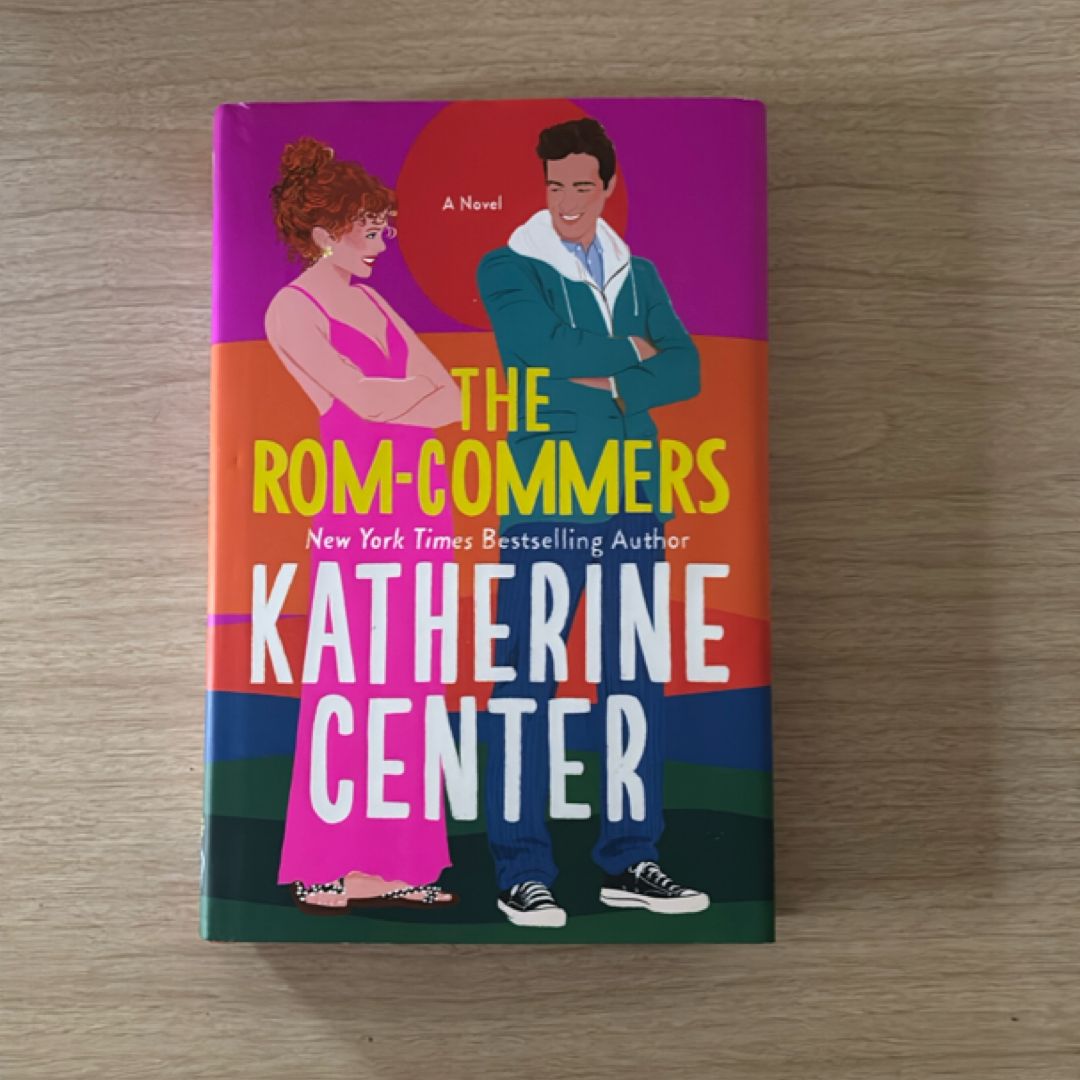 A Novel
THE
ROM-COMMERS
New York Times Bestselling Author
KATHERINE
CENTER